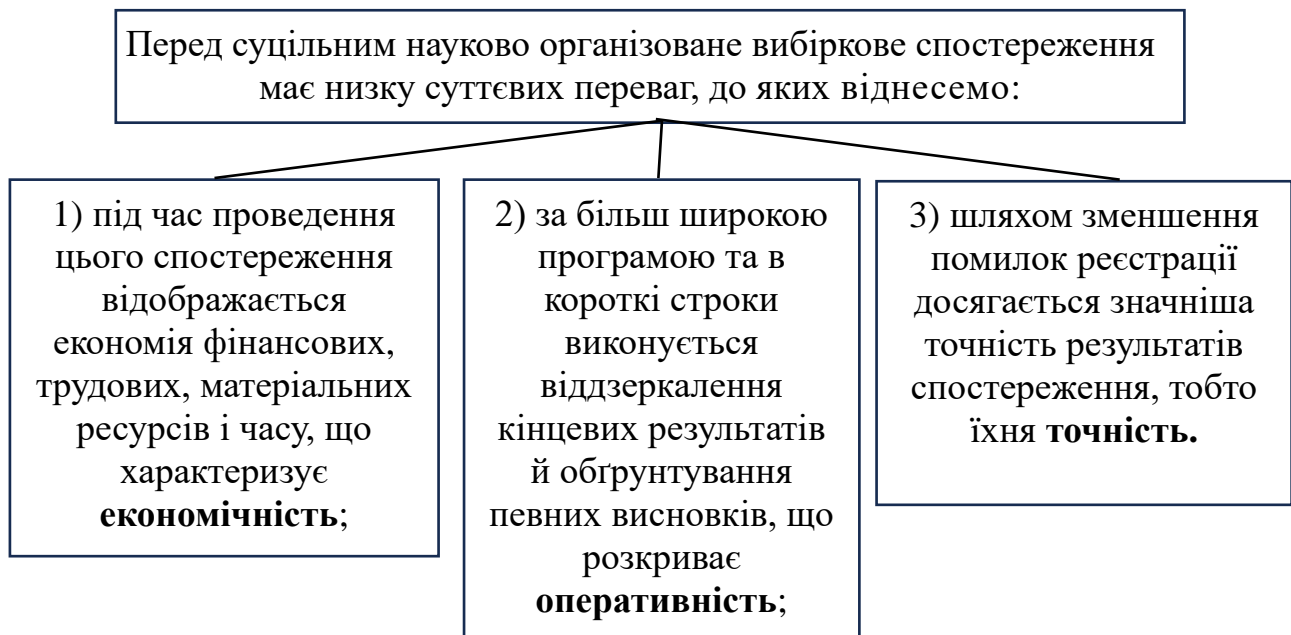 Перед суцільним науково організоване вибіркове спостереження
має низку суттєвих переваг, до яких віднесемо:
1) під час проведення
цього спостереження
відображається
економія фінансових,
трудових, матеріальних
ресурсів і часу, що
характеризує
економічність;
2) за більш широкою
програмою та в
короткі строки
виконується
віддзеркалення
кінцевих результатів
й обґрунтування
певних висновків, що
розкриває
оперативність;
3) шляхом зменшення
помилок реєстрації
досягається значніша
точність результатів
спостереження, тобто
їхня точність.